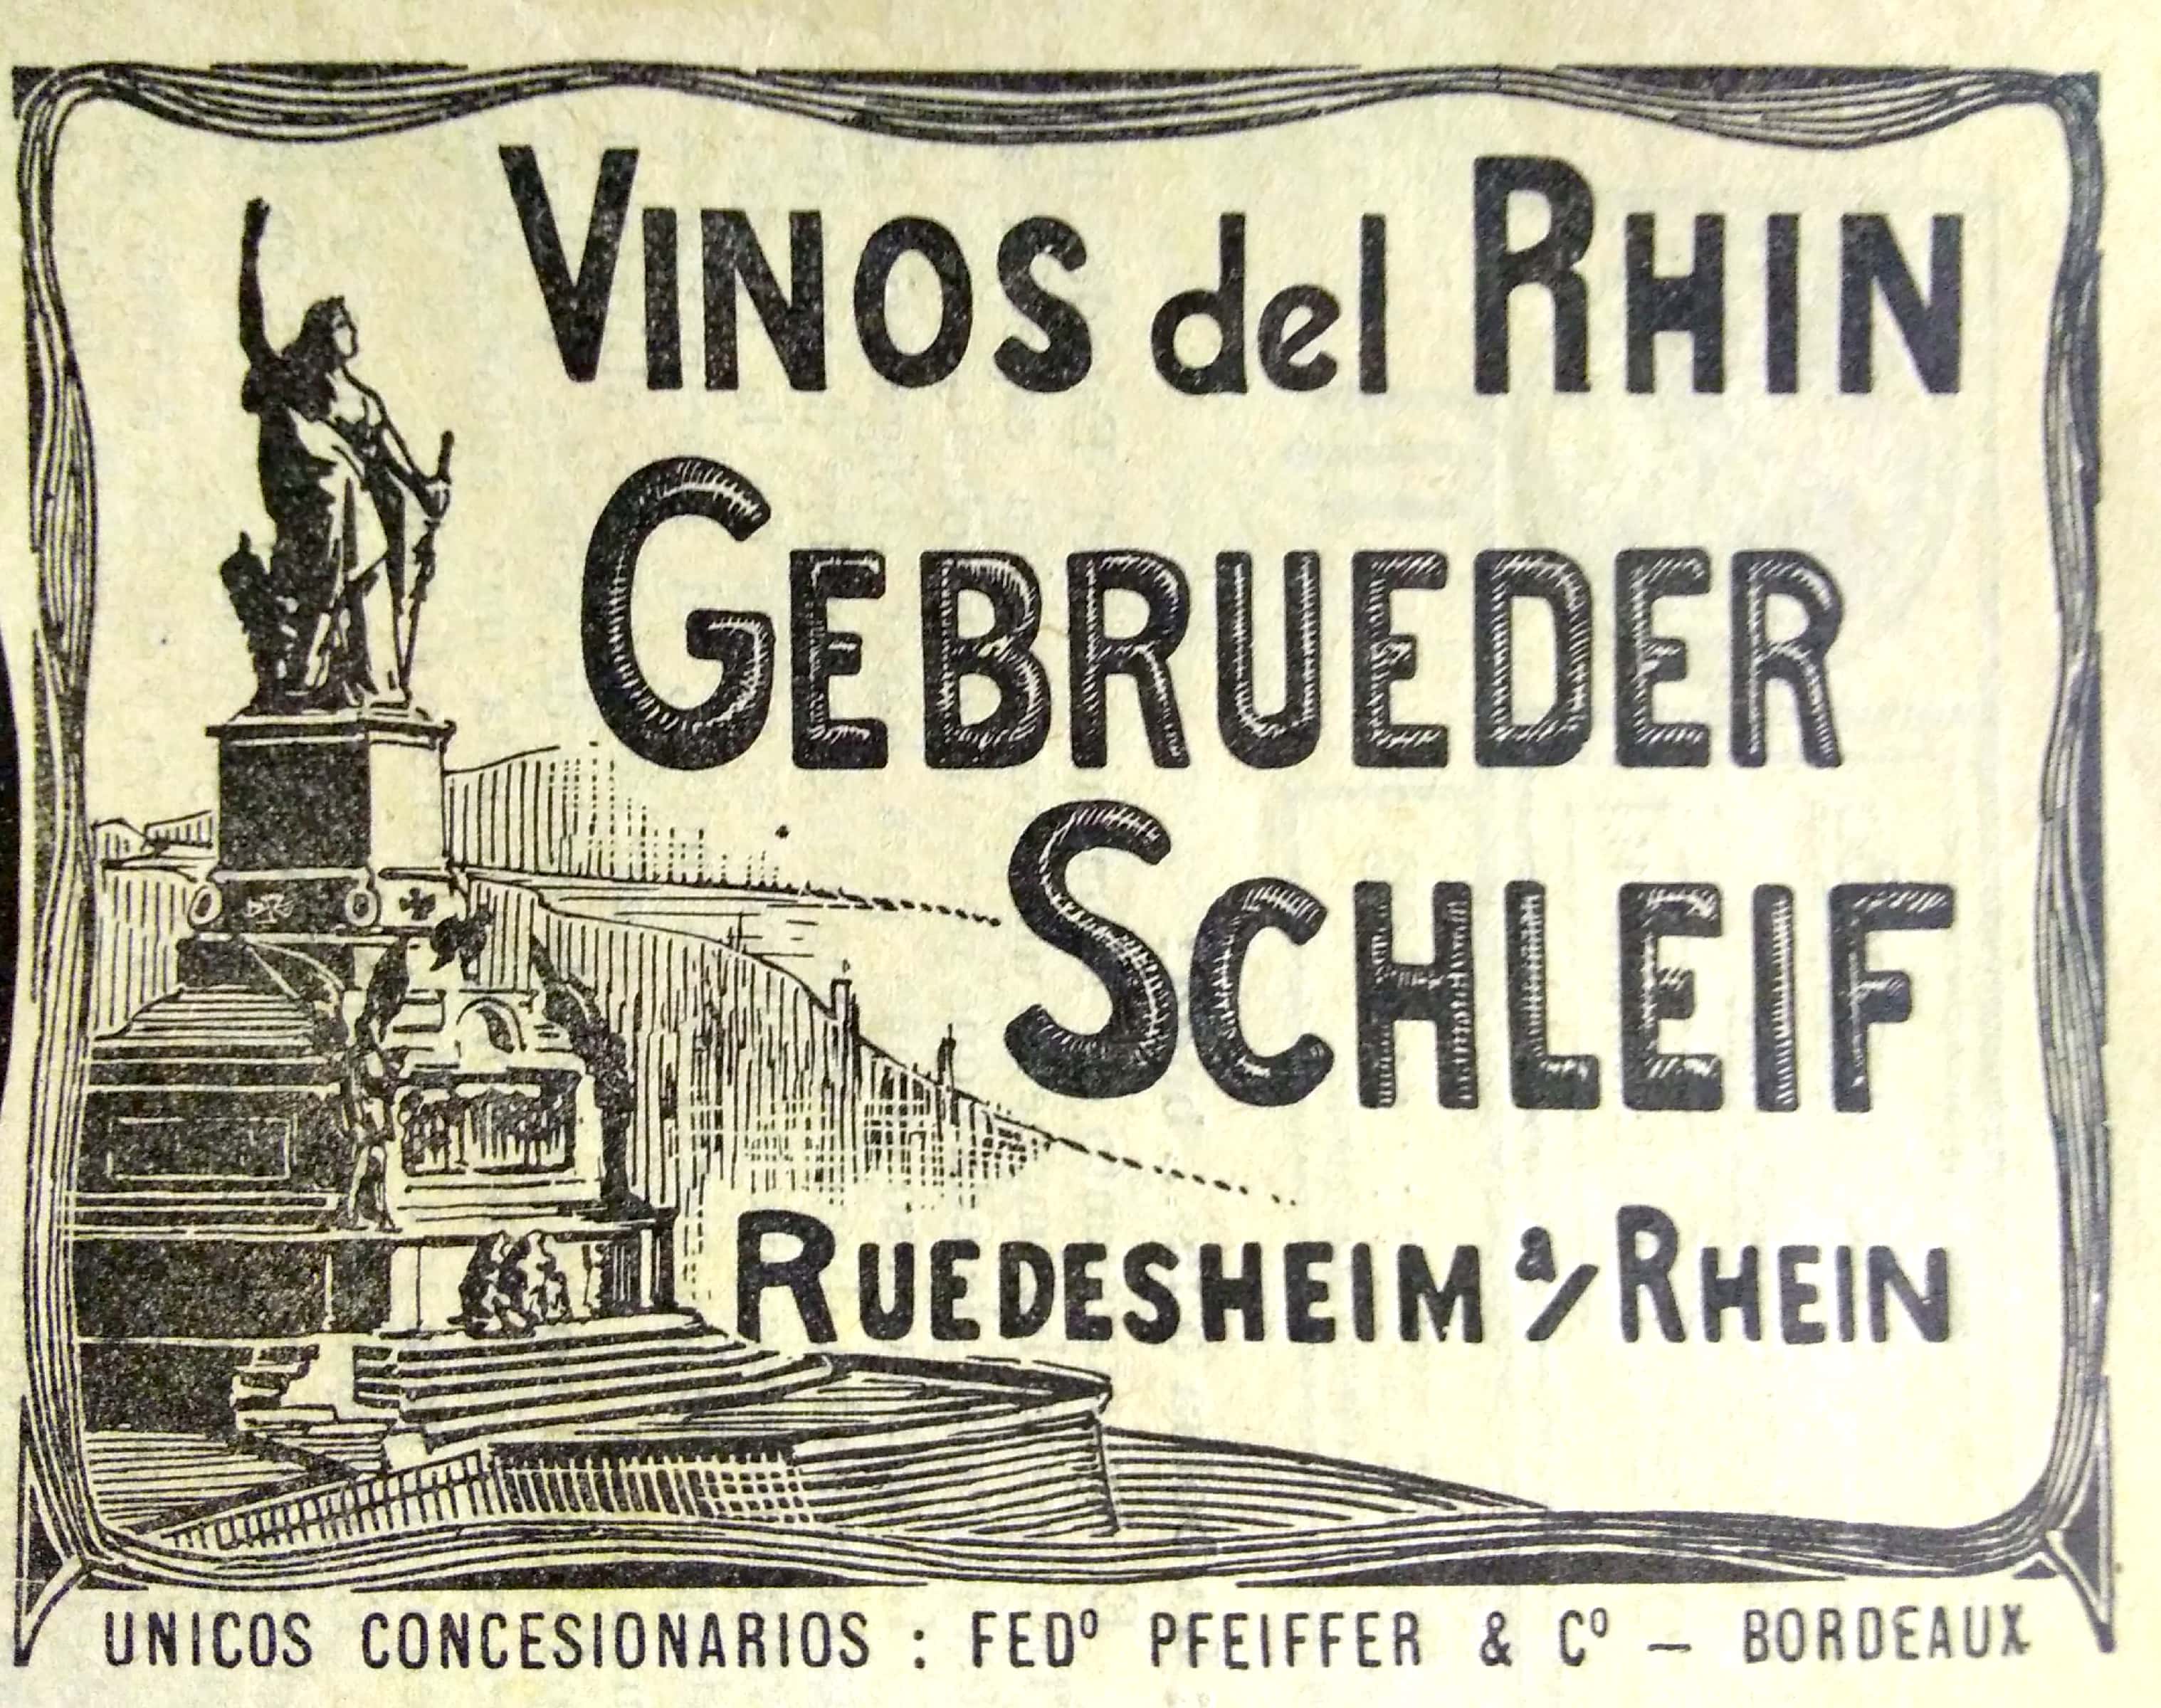 VINOS del RHIN
GEBRUEDER
SCHLEIF
RUEDESHEIM a/RHEIN
UNICOS CONCESIONARIOS : FEDº PFEIFFER & Cº — BORDEAUX